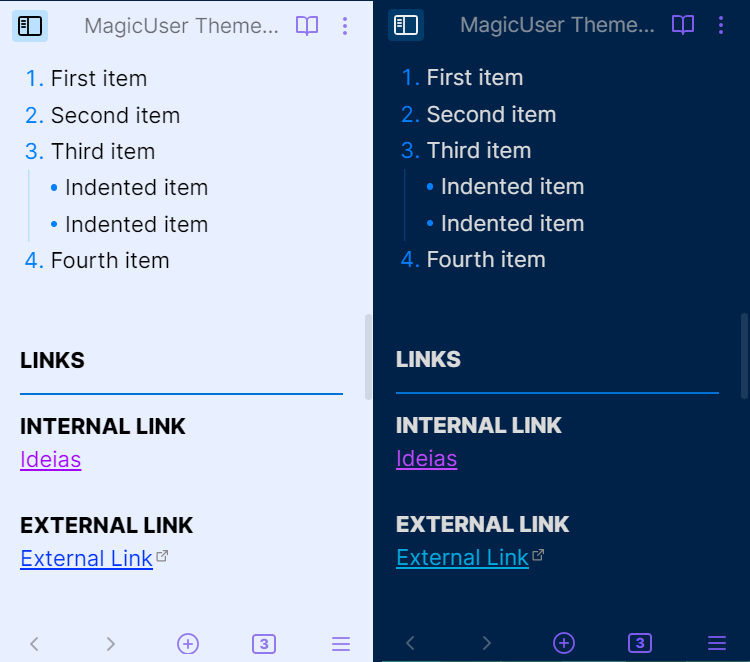 MagicUser Theme...
1. First item
2. Second item
3. Third item
• Indented item
• Indented item
4. Fourth item
LINKS
INTERNAL LINK
Ideias
EXTERNAL LINK
External Link
3
MagicUser Theme...
1. First item
2. Second item
3. Third item
• Indented item
• Indented item
4. Fourth item
LINKS
INTERNAL LINK
Ideias
EXTERNAL LINK
External Link
3